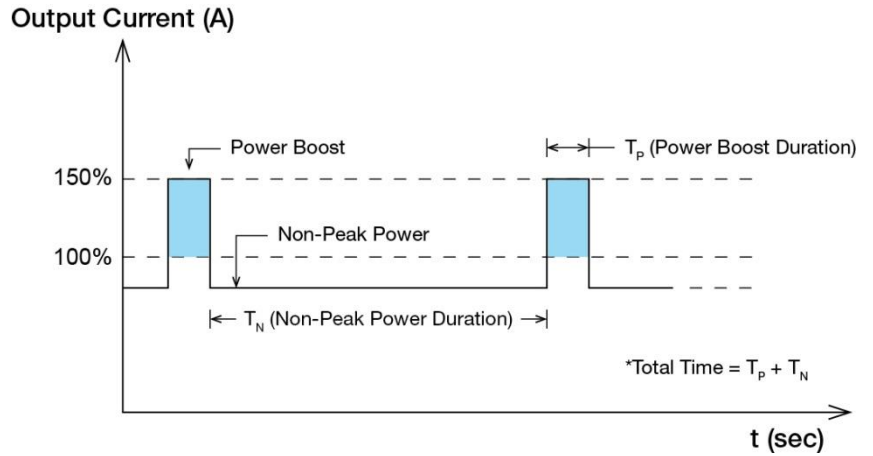 Output Current (A)
Power Boost
T_P (Power Boost Duration)
150%
Non-Peak Power
100%
T_N (Non-Peak Power Duration)
*Total Time = T_P + T_N
t (sec)